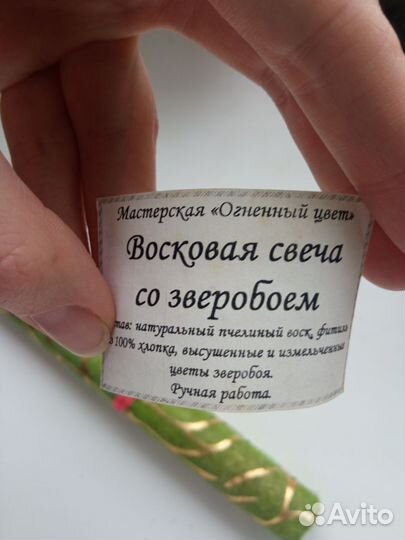 Мастерская «Огненный цвет»
Восковая свеча
со зверобоем
тав: натуральный пчелиный воск, фитиль
з 100% хлопка, высушенные и измельченные
цветы зверобоя.
Ручная работа
Avito